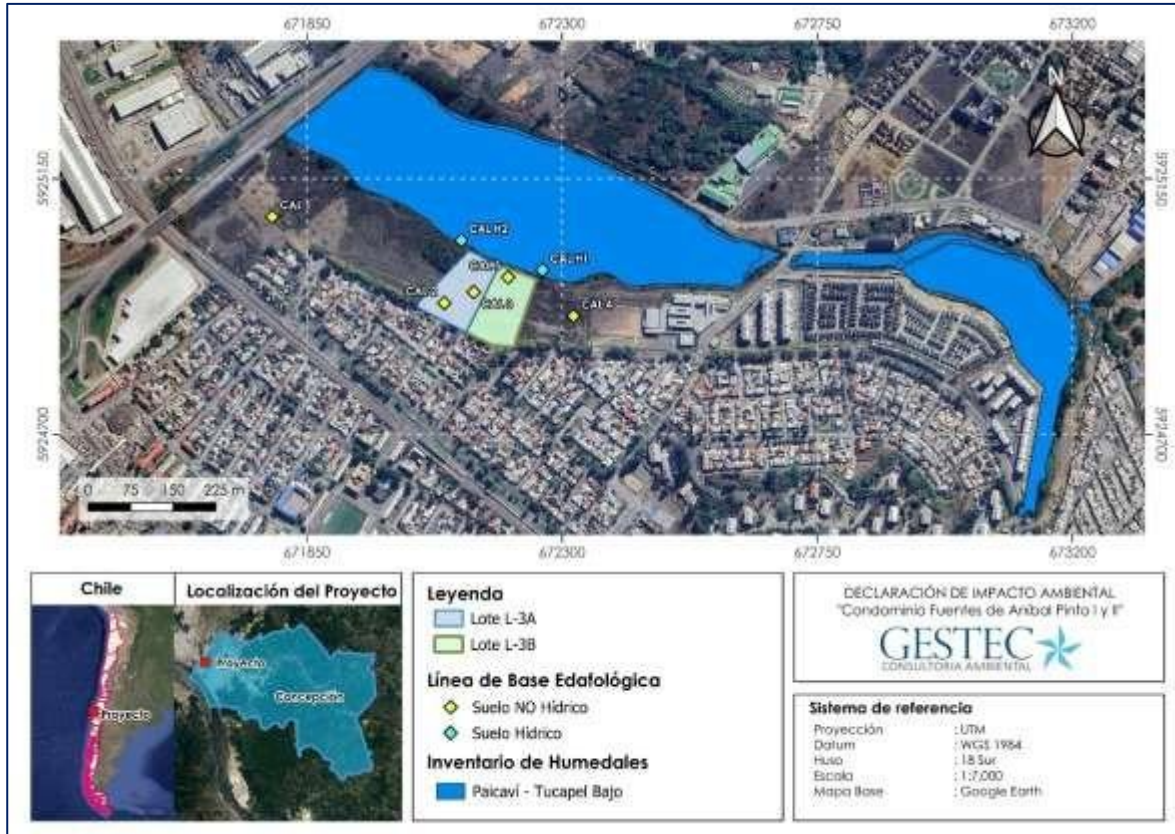 671850 672300 672750 673200
N
5925150 5925150
CAL 1
CALH2
CALH1
CAL 4
5924700 5924700
0 75 150 225 m
671850 672300 672750 673200
Chile
Proyecto
Localización del Proyecto
Proyecto
Concepción
Leyenda
Lote L-3A
Lote L-3B
Línea de Base Edafológica
Suelo NO Hídrico
Suelo Hídrico
Inventario de Humedales
Paicaví - Tucapel Bajo
DECLARACIÓN DE IMPACTO AMBIENTAL
"Condominio Fuentes de Aníbal Pinto I y II"
GESTEC
CONSULTORIA AMBIENTAL
Sistema de referencia
Proyección : UTM
Datum : WGS 1984
Huso : 18 Sur
Escala : 1:7,000
Mapa Base : Google Earth